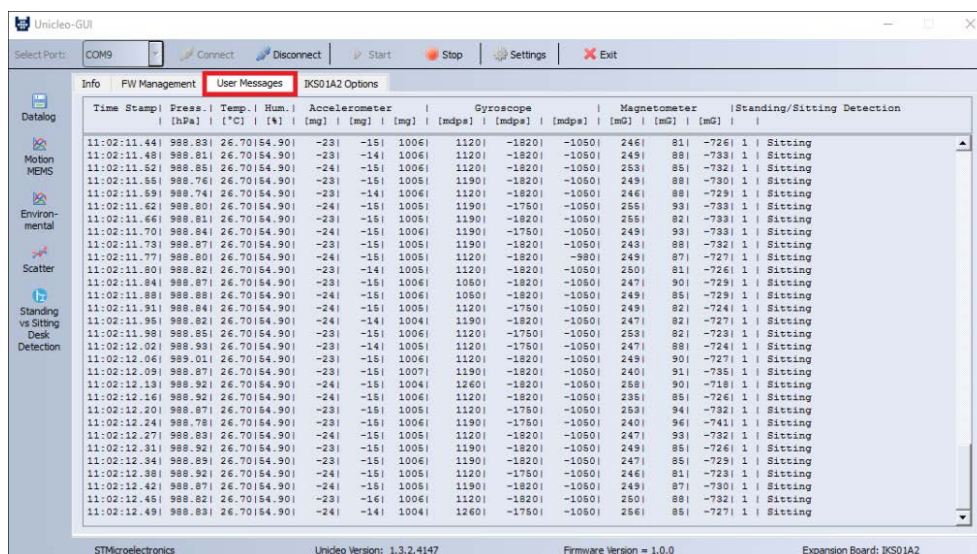 Unicleo-GUI
Select Port: COM9 Connect Disconnect Start Stop Settings Exit
Info FW Management User Messages IKS01A2 Options
Datalog
Motion MEMS
Environ-mental
Scatter
Standing vs Sitting Desk Detection
Time Stamp| Press.| Temp.| Hum.| Accelerometer | Gyroscope | Magnetometer |Standing/Sitting Detection
| [hPa] | [°C] | [%] | [mg] | [mg] | [mg] | [mdps] | [mdps] | [mdps] | [mG] | [mG] | [mG] | |
11:02:11.44| 988.83| 26.70|54.90| -23| -15| 1006| 1120| -1820| -1050| 246| 81| -726| 1 | Sitting
11:02:11.48| 988.81| 26.70|54.90| -23| -14| 1006| 1120| -1820| -1050| 249| 88| -733| 1 | Sitting
11:02:11.52| 988.85| 26.70|54.90| -24| -15| 1006| 1120| -1820| -1050| 253| 85| -732| 1 | Sitting
11:02:11.55| 988.76| 26.70|54.90| -23| -15| 1005| 1190| -1820| -1050| 249| 88| -730| 1 | Sitting
11:02:11.59| 988.74| 26.70|54.90| -23| -14| 1006| 1120| -1820| -1050| 246| 88| -729| 1 | Sitting
11:02:11.62| 988.80| 26.70|54.90| -24| -15| 1006| 1190| -1750| -1050| 255| 93| -733| 1 | Sitting
11:02:11.66| 988.81| 26.70|54.90| -23| -15| 1005| 1190| -1820| -1050| 255| 82| -733| 1 | Sitting
11:02:11.70| 988.84| 26.70|54.90| -24| -15| 1006| 1190| -1750| -1050| 249| 93| -733| 1 | Sitting
11:02:11.73| 988.87| 26.70|54.90| -23| -15| 1005| 1190| -1820| -1050| 243| 88| -732| 1 | Sitting
11:02:11.77| 988.80| 26.70|54.90| -24| -15| 1005| 1120| -1820| -980| 249| 87| -727| 1 | Sitting
11:02:11.80| 988.82| 26.70|54.90| -23| -14| 1005| 1120| -1820| -1050| 250| 81| -726| 1 | Sitting
11:02:11.84| 988.87| 26.70|54.90| -23| -15| 1006| 1050| -1820| -1050| 247| 90| -729| 1 | Sitting
11:02:11.88| 988.88| 26.70|54.90| -24| -15| 1006| 1050| -1820| -1050| 249| 85| -729| 1 | Sitting
11:02:11.91| 988.84| 26.70|54.90| -23| -15| 1005| 1120| -1750| -1050| 249| 82| -724| 1 | Sitting
11:02:11.95| 988.82| 26.70|54.90| -24| -14| 1004| 1190| -1820| -1050| 247| 82| -727| 1 | Sitting
11:02:11.98| 988.85| 26.70|54.90| -23| -15| 1006| 1120| -1750| -1050| 253| 82| -723| 1 | Sitting
11:02:12.02| 988.93| 26.70|54.90| -24| -15| 1005| 1120| -1750| -1050| 247| 88| -724| 1 | Sitting
11:02:12.06| 989.01| 26.70|54.90| -23| -15| 1006| 1120| -1820| -1050| 249| 90| -727| 1 | Sitting
11:02:12.09| 988.87| 26.70|54.90| -23| -15| 1007| 1190| -1820| -1050| 240| 91| -735| 1 | Sitting
11:02:12.13| 988.92| 26.70|54.90| -24| -15| 1004| 1260| -1820| -1050| 258| 90| -718| 1 | Sitting
11:02:12.16| 988.92| 26.70|54.90| -24| -15| 1006| 1120| -1820| -1050| 235| 85| -726| 1 | Sitting
11:02:12.20| 988.87| 26.70|54.90| -23| -15| 1005| 1120| -1750| -1050| 253| 94| -732| 1 | Sitting
11:02:12.24| 988.78| 26.70|54.90| -23| -15| 1006| 1190| -1750| -1050| 240| 96| -741| 1 | Sitting
11:02:12.27| 988.83| 26.70|54.90| -24| -15| 1005| 1120| -1820| -1050| 247| 93| -732| 1 | Sitting
11:02:12.31| 988.92| 26.70|54.90| -23| -15| 1005| 1190| -1820| -1050| 249| 85| -726| 1 | Sitting
11:02:12.34| 988.89| 26.70|54.90| -23| -15| 1006| 1190| -1820| -1050| 247| 85| -729| 1 | Sitting
11:02:12.38| 988.92| 26.70|54.90| -24| -15| 1005| 1120| -1750| -1050| 246| 81| -723| 1 | Sitting
11:02:12.42| 988.87| 26.70|54.90| -24| -15| 1005| 1190| -1820| -1050| 249| 87| -730| 1 | Sitting
11:02:12.45| 988.82| 26.70|54.90| -23| -16| 1006| 1120| -1820| -1050| 250| 88| -732| 1 | Sitting
11:02:12.49| 988.83| 26.70|54.90| -24| -14| 1004| 1260| -1750| -1050| 256| 85| -727| 1 | Sitting
STMicroelectronics Unicleo Version: 1.3.2.4147 Firmware Version = 1.0.0 Expansion Board: IKS01A2